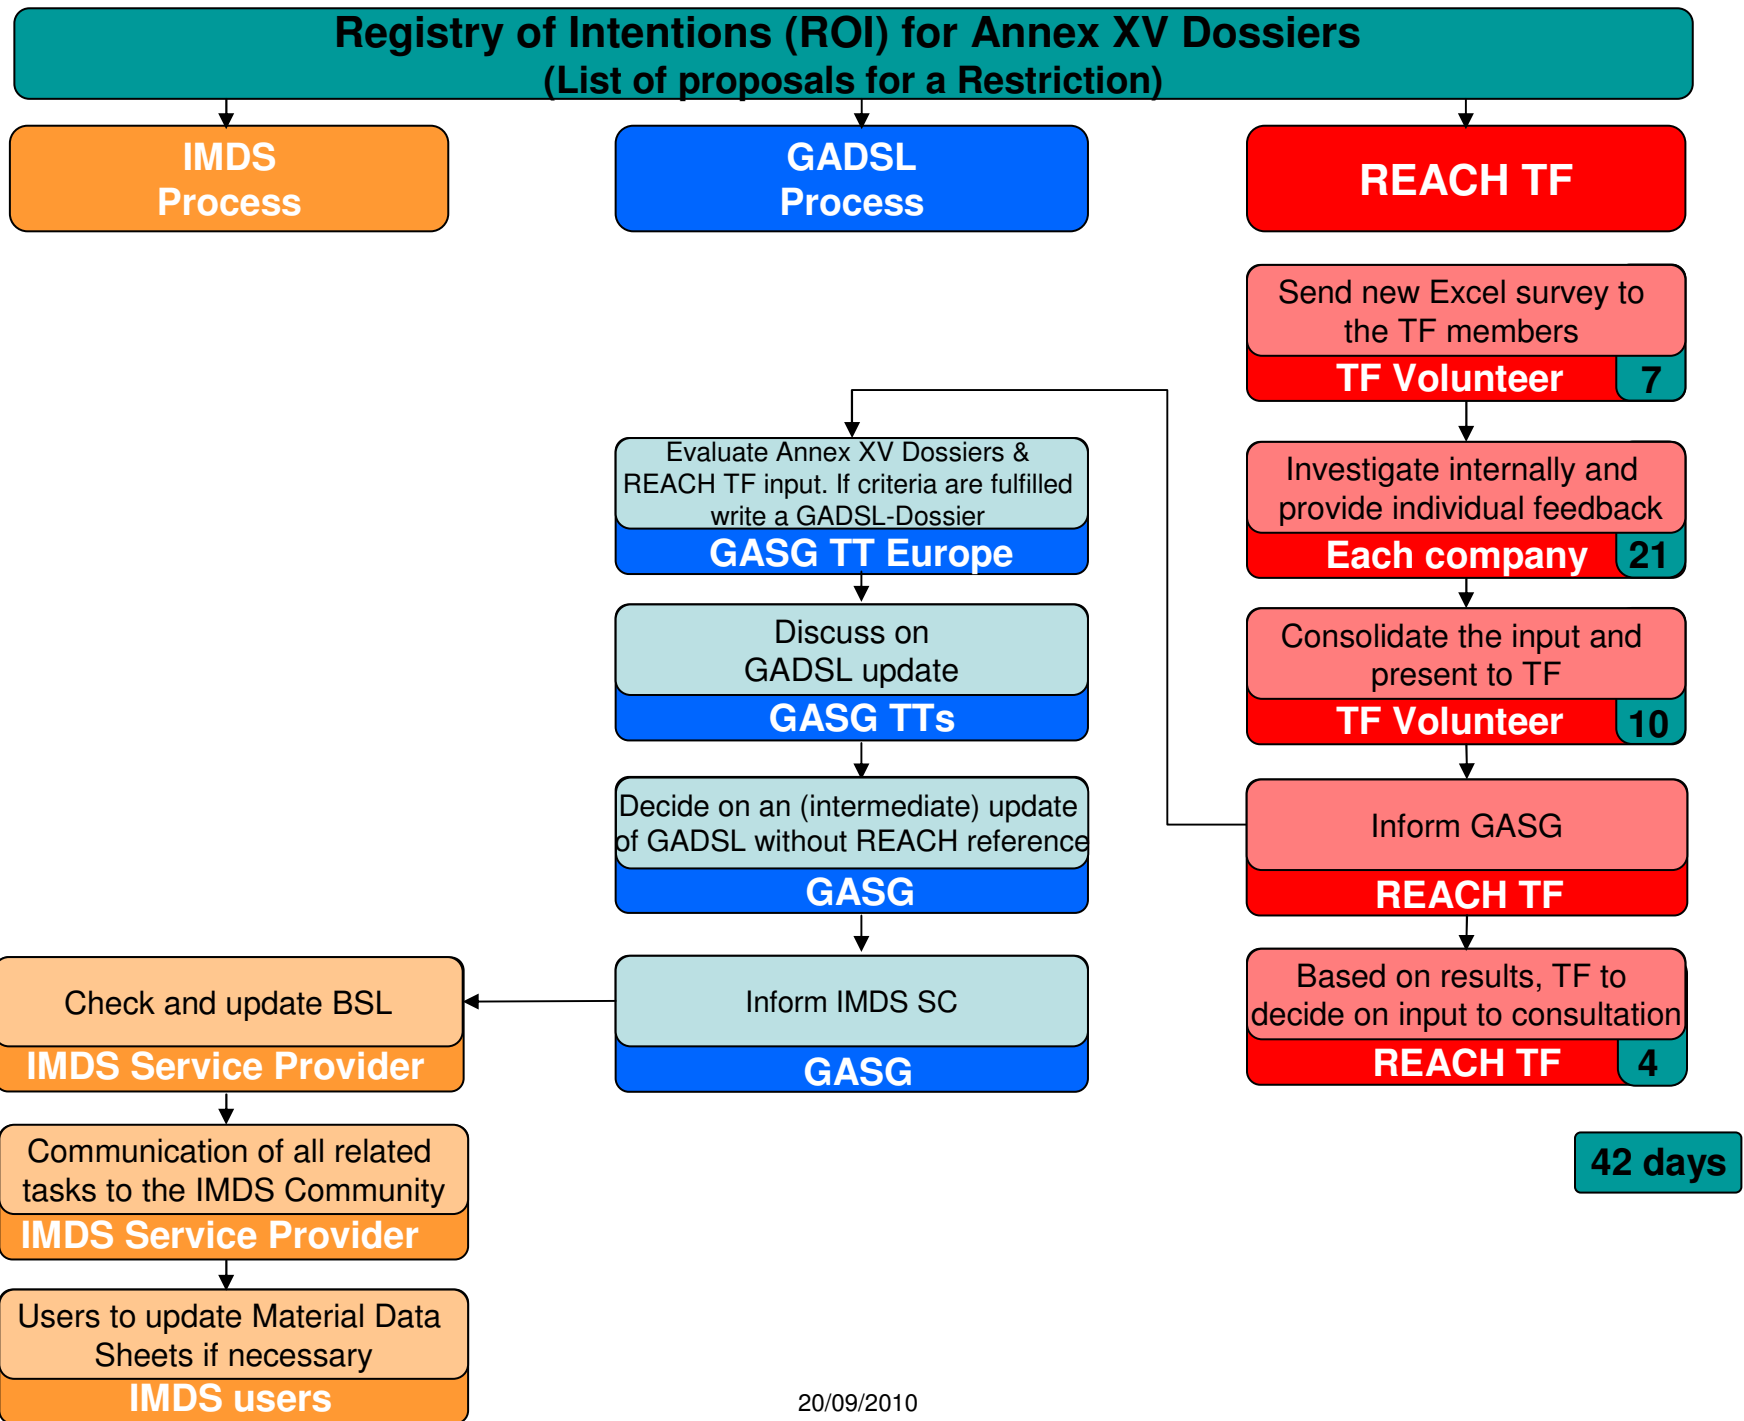 Registry of Intentions (ROI) for Annex XV Dossiers
(List of proposals for a Restriction)
IMDS
Process
GADSL
Process
REACH TF
Send new Excel survey to
the TF members
TF Volunteer
7
Investigate internally and
provide individual feedback
Each company
21
Consolidate the input and
present to TF
TF Volunteer
10
Inform GASG
REACH TF
Based on results, TF to
decide on input to consultation
REACH TF
4
42 days
Evaluate Annex XV Dossiers &
REACH TF input. If criteria are fulfilled
write a GADSL-Dossier
GASG TT Europe
Discuss on
GADSL update
GASG TTs
Decide on an (intermediate) update
of GADSL without REACH reference
GASG
Inform IMDS SC
GASG
Check and update BSL
IMDS Service Provider
Communication of all related
tasks to the IMDS Community
IMDS Service Provider
Users to update Material Data
Sheets if necessary
IMDS users
20/09/2010